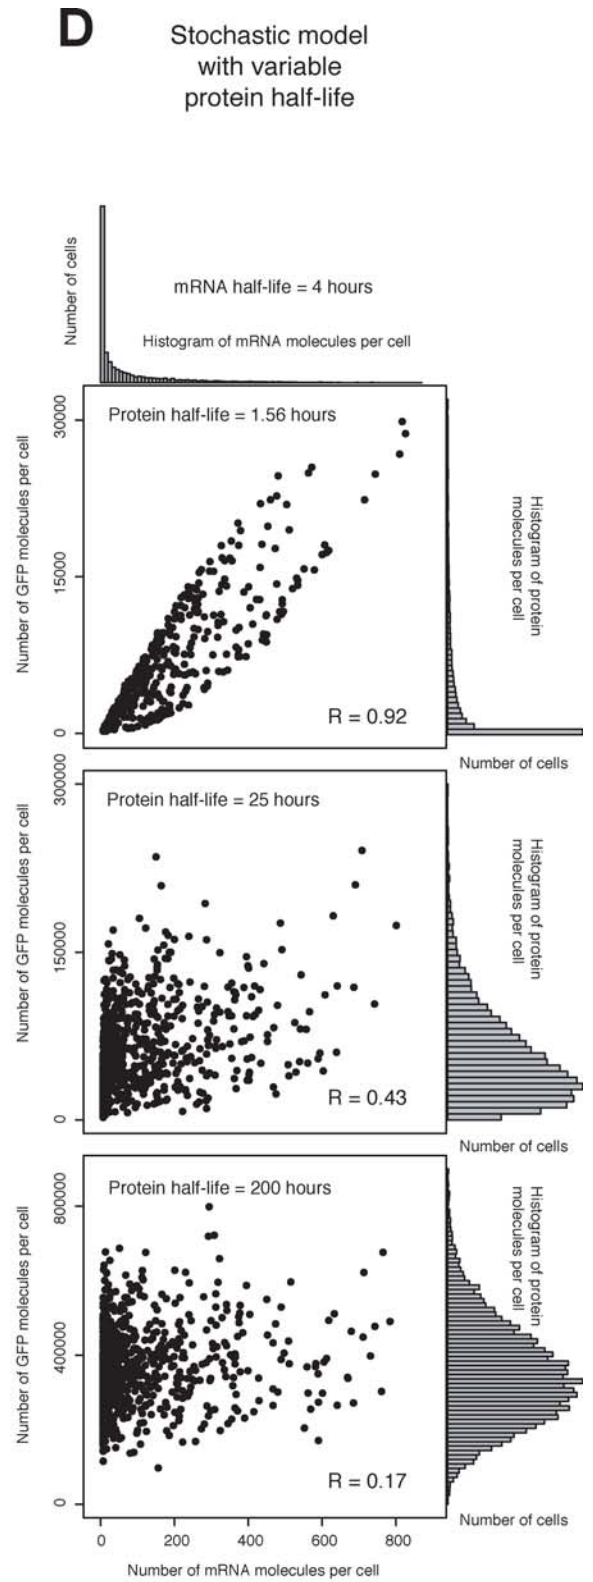 D
Stochastic model
with variable
protein half-life
Number of cells
mRNA half-life = 4 hours
Histogram of mRNA molecules per cell
Number of GFP molecules per cell
30000
15000
0
Protein half-life = 1.56 hours
R = 0.92
Histogram of protein
molecules per cell
Number of cells
Number of GFP molecules per cell
300000
150000
0
Protein half-life = 25 hours
R = 0.43
Histogram of protein
molecules per cell
Number of cells
Number of GFP molecules per cell
800000
400000
0
Protein half-life = 200 hours
R = 0.17
Histogram of protein
molecules per cell
Number of cells
0 200 400 600 800
Number of mRNA molecules per cell